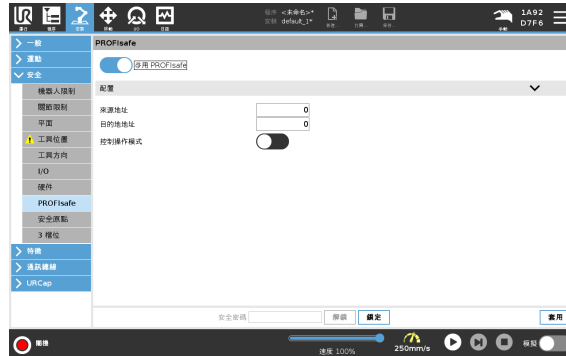 UR
運行 程序 安裝 移動 I/O 日誌
程序 <未命名>*
安裝 default_1*
新建... 打開... 保存...
手動
1A92
D7F6
一般
運動
安全
機器人限制
關節限制
平面
工具位置
工具方向
I/O
硬件
PROFIsafe
安全原點
3 檔位
特徵
通訊總線
URCap
PROFIsafe
停用 PROFIsafe
配置
來源地址 0
目的地地址 0
控制操作模式
安全密碼 解鎖 鎖定 套用
關機
速度 100%
250mm/s
模擬